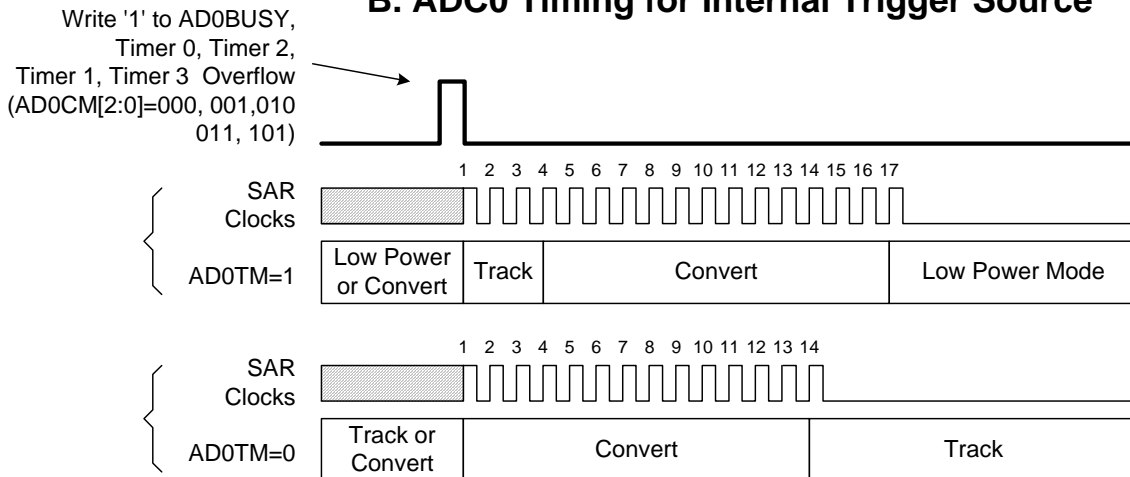 B. ADC0 Timing for Internal Trigger Source
Write '1' to AD0BUSY,
Timer 0, Timer 2,
Timer 1, Timer 3 Overflow
(AD0CM[2:0]=000, 001,010
011, 101)
1 2 3 4 5 6 7 8 9 10 11 12 13 14 15 16 17
SAR
Clocks
AD0TM=1
Low Power
or Convert
Track
Convert
Low Power Mode
1 2 3 4 5 6 7 8 9 10 11 12 13 14
SAR
Clocks
AD0TM=0
Track or
Convert
Convert
Track